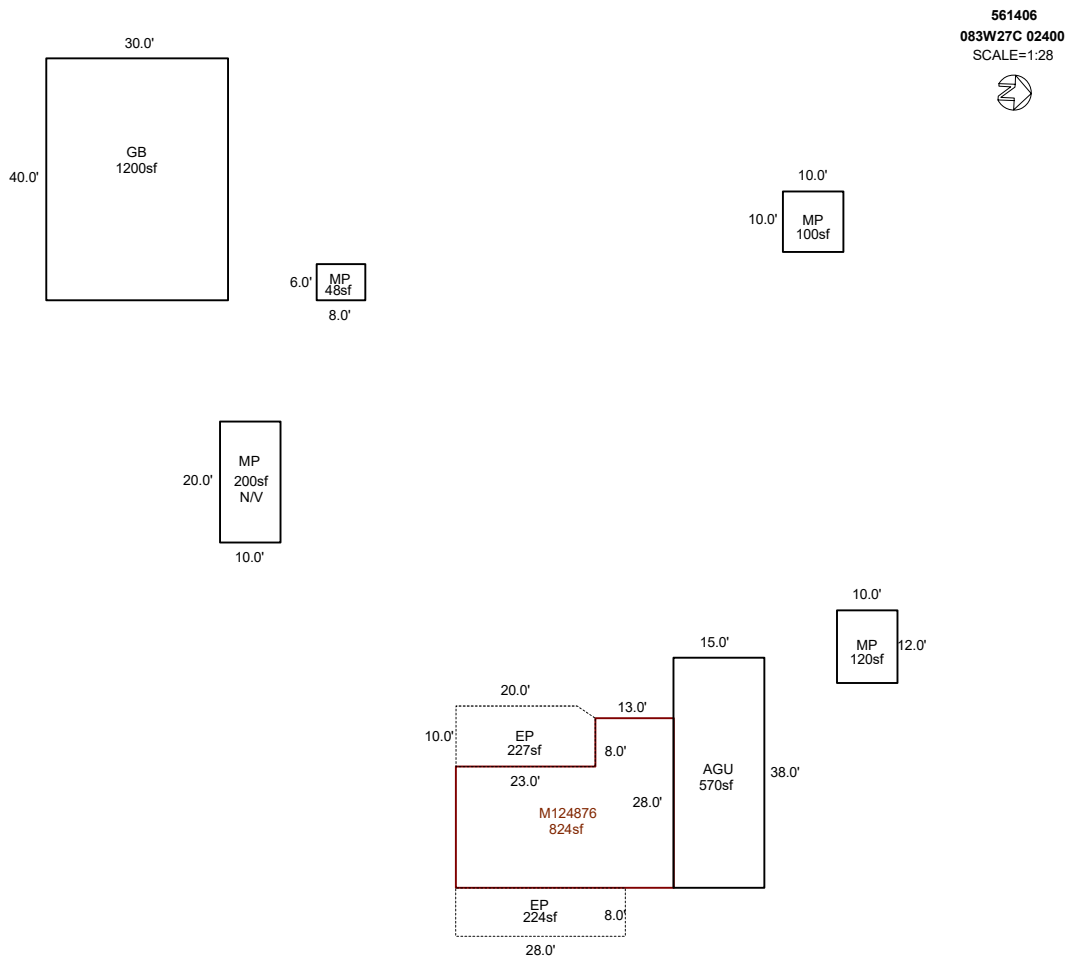 561406
083W27C 02400
SCALE=1:28
N
30.0'
GB
1200sf
40.0'
10.0'
10.0'
MP
100sf
6.0'
MP
48sf
8.0'
20.0'
MP
200sf
N/V
10.0'
10.0'
MP
120sf
12.0'
15.0'
AGU
570sf
38.0'
20.0'
10.0'
EP
227sf
13.0'
8.0'
23.0'
28.0'
M124876
824sf
EP
224sf
8.0'
28.0'